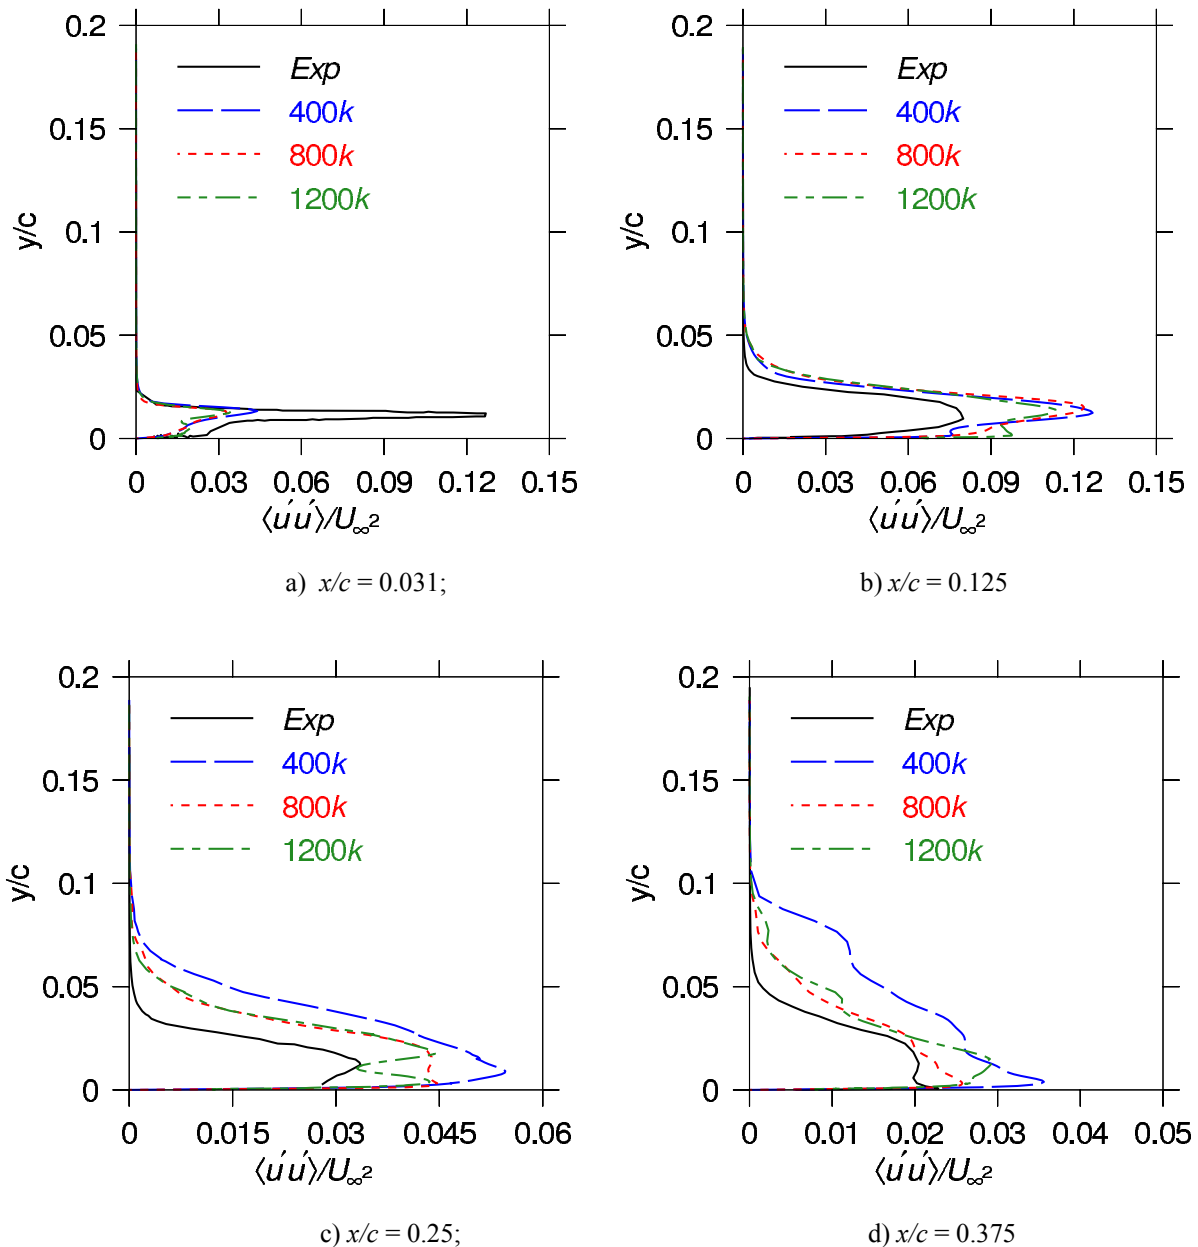 0.2
0.15
0.1
0.05
0
y/c
Exp
400k
800k
1200k
0 0.03 0.06 0.09 0.12 0.15
⟨u′u′⟩/U∞²
a) x/c = 0.031;
0.2
0.15
0.1
0.05
0
y/c
Exp
400k
800k
1200k
0 0.03 0.06 0.09 0.12 0.15
⟨u′u′⟩/U∞²
b) x/c = 0.125
0.2
0.15
0.1
0.05
0
y/c
Exp
400k
800k
1200k
0 0.015 0.03 0.045 0.06
⟨u′u′⟩/U∞²
c) x/c = 0.25;
0.2
0.15
0.1
0.05
0
y/c
Exp
400k
800k
1200k
0 0.01 0.02 0.03 0.04 0.05
⟨u′u′⟩/U∞²
d) x/c = 0.375